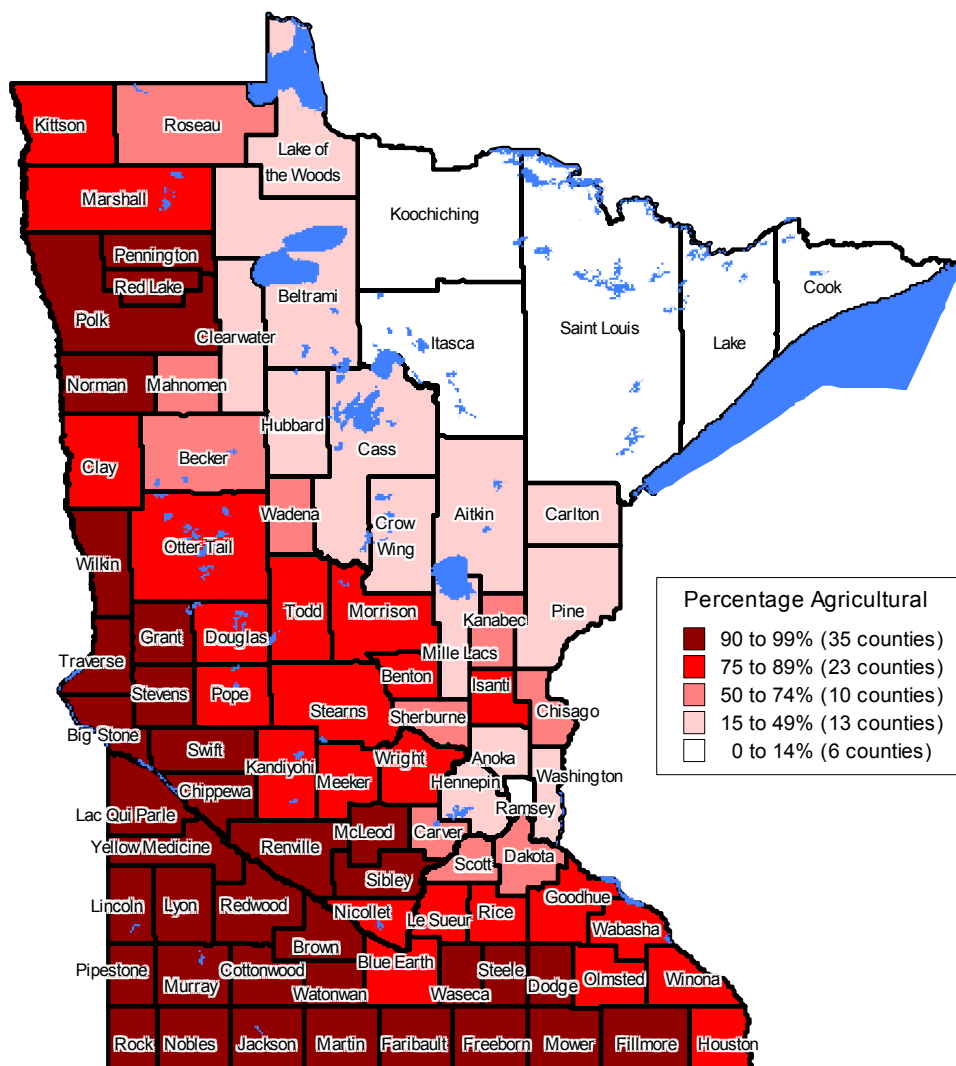 Kittson
Roseau
Lake of
the Woods
Marshall
Koochiching
Pennington
Red Lake
Polk
Beltrami
Cook
Saint Louis
Clearwater
Itasca
Lake
Norman
Mahnomen
Hubbard
Cass
Becker
Clay
Wadena
Aitkin
Carlton
Crow
Wing
Otter Tail
Wilkin
Todd
Morrison
Pine
Kanabec
Grant
Douglas
Mille Lacs
Traverse
Benton
Isanti
Stevens
Pope
Stearns
Sherburne
Chisago
Big Stone
Swift
Anoka
Wright
Kandiyohi
Meeker
Hennepin
Washington
Chippewa
Ramsey
Lac Qui Parle
McLeod
Carver
Yellow Medicine
Renville
Dakota
Scott
Sibley
Lincoln
Lyon
Redwood
Nicollet
Le Sueur
Rice
Goodhue
Wabasha
Brown
Blue Earth
Pipestone
Murray
Cottonwood
Watonwan
Waseca
Steele
Dodge
Olmsted
Winona
Rock
Nobles
Jackson
Martin
Faribault
Freeborn
Mower
Fillmore
Houston
Percentage Agricultural
90 to 99% (35 counties)
75 to 89% (23 counties)
50 to 74% (10 counties)
15 to 49% (13 counties)
0 to 14% (6 counties)